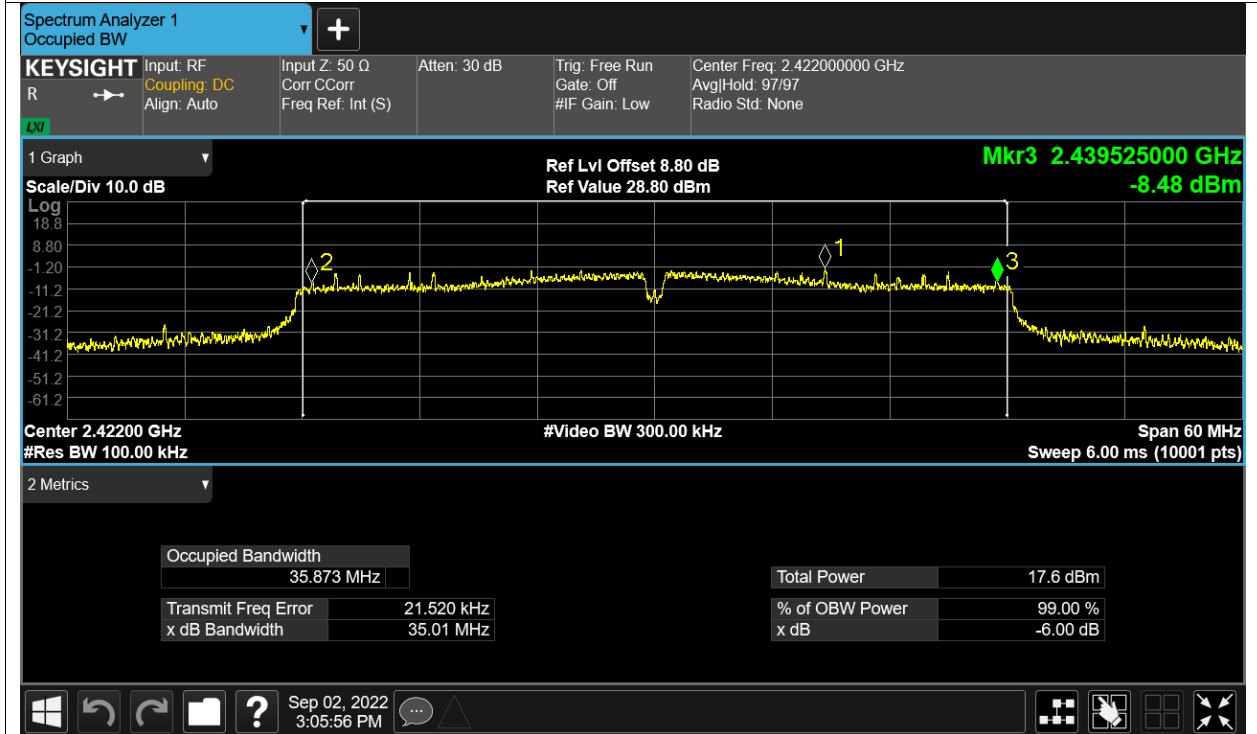 Spectrum Analyzer 1
Occupied BW
▼
+
KEYSIGHT
R
LXI
Input: RF
Coupling: DC
Align: Auto
Input Z: 50 Ω
Corr CCorr
Freq Ref: Int (S)
Atten: 30 dB
Trig: Free Run
Gate: Off
#IF Gain: Low
Center Freq: 2.422000000 GHz
Avg|Hold: 97/97
Radio Std: None
1 Graph ▼
Scale/Div 10.0 dB
Ref Lvl Offset 8.80 dB
Ref Value 28.80 dBm
Mkr3 2.439525000 GHz
-8.48 dBm
Log
18.8
8.80
-1.20
-11.2
-21.2
-31.2
-41.2
-51.2
-61.2
2
1
3
Center 2.42200 GHz
#Res BW 100.00 kHz
#Video BW 300.00 kHz
Span 60 MHz
Sweep 6.00 ms (10001 pts)
2 Metrics ▼
Occupied Bandwidth
35.873 MHz
Transmit Freq Error 21.520 kHz
x dB Bandwidth 35.01 MHz
Total Power 17.6 dBm
% of OBW Power 99.00 %
x dB -6.00 dB
?
Sep 02, 2022
3:05:56 PM